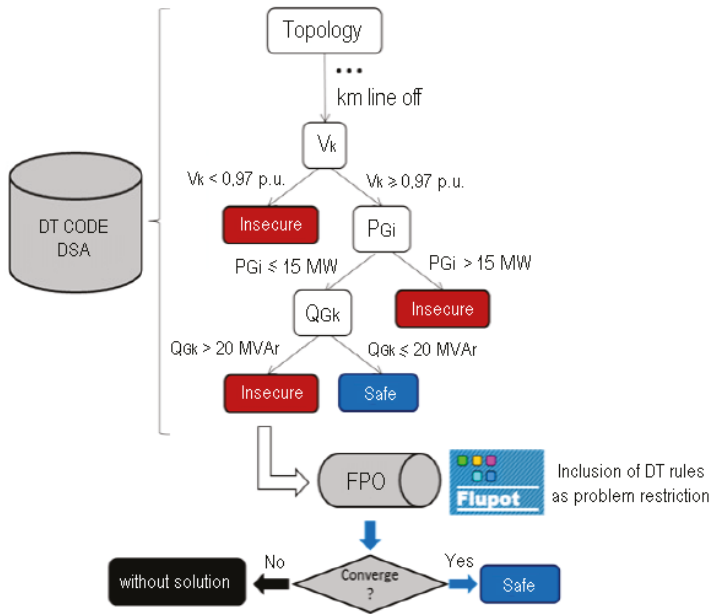 Topology
...
km line off
Vk
Vk < 0,97 p.u.
Vk ⩾ 0,97 p.u.
DT CODE
DSA
Insecure
PGi
PGi ⩽ 15 MW
PGi > 15 MW
QGk
Insecure
QGk > 20 MVAr
QGk ⩽ 20 MVAr
Insecure
Safe
FPO
Flupot
Inclusion of DT rules
as problem restriction
No
Converge
?
Yes
without solution
Safe